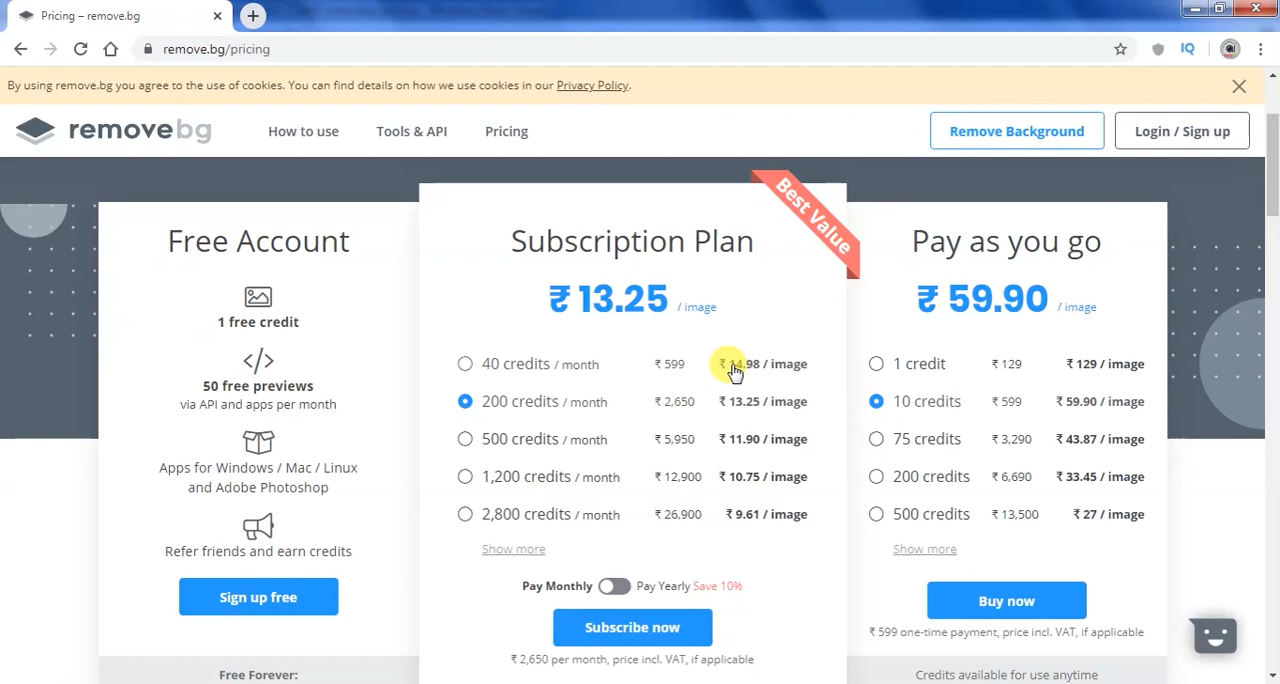 Pricing – remove.bg
remove.bg/pricing
IQ
By using remove.bg you agree to the use of cookies. You can find details on how we use cookies in our Privacy Policy.
removebg
How to use
Tools & API
Pricing
Remove Background
Login / Sign up
Free Account
1 free credit
50 free previews
via API and apps per month
Apps for Windows / Mac / Linux
and Adobe Photoshop
Refer friends and earn credits
Sign up free
Free Forever:
Best Value
Subscription Plan
₹ 13.25 / image
40 credits / month ₹ 599 ₹ 14.98 / image
200 credits / month ₹ 2,650 ₹ 13.25 / image
500 credits / month ₹ 5,950 ₹ 11.90 / image
1,200 credits / month ₹ 12,900 ₹ 10.75 / image
2,800 credits / month ₹ 26,900 ₹ 9.61 / image
Show more
Pay Monthly Pay Yearly Save 10%
Subscribe now
₹ 2,650 per month, price incl. VAT, if applicable
Pay as you go
₹ 59.90 / image
1 credit ₹ 129 ₹ 129 / image
10 credits ₹ 599 ₹ 59.90 / image
75 credits ₹ 3,290 ₹ 43.87 / image
200 credits ₹ 6,690 ₹ 33.45 / image
500 credits ₹ 13,500 ₹ 27 / image
Show more
Buy now
₹ 599 one-time payment, price incl. VAT, if applicable
Credits available for use anytime